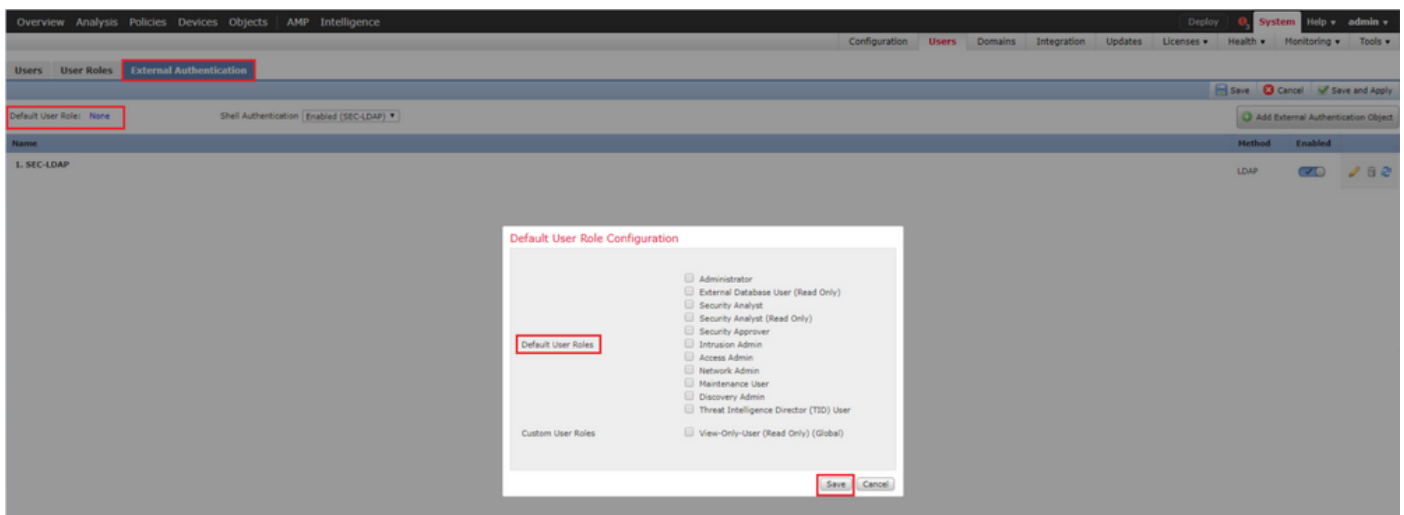 Overview Analysis Policies Devices Objects AMP Intelligence Deploy System Help admin
Configuration Users Domains Integration Updates Licenses Health Monitoring Tools
Users User Roles External Authentication
Save Cancel Save and Apply
Default User Role: None Shell Authentication Enabled (SEC-LDAP) Add External Authentication Object
Name Method Enabled
1. SEC-LDAP LDAP
Default User Role Configuration
Administrator
External Database User (Read Only)
Security Analyst
Security Analyst (Read Only)
Security Approver
Default User Roles Intrusion Admin
Access Admin
Network Admin
Maintenance User
Discovery Admin
Threat Intelligence Director (TID) User
Custom User Roles View-Only-User (Read Only) (Global)
Save Cancel